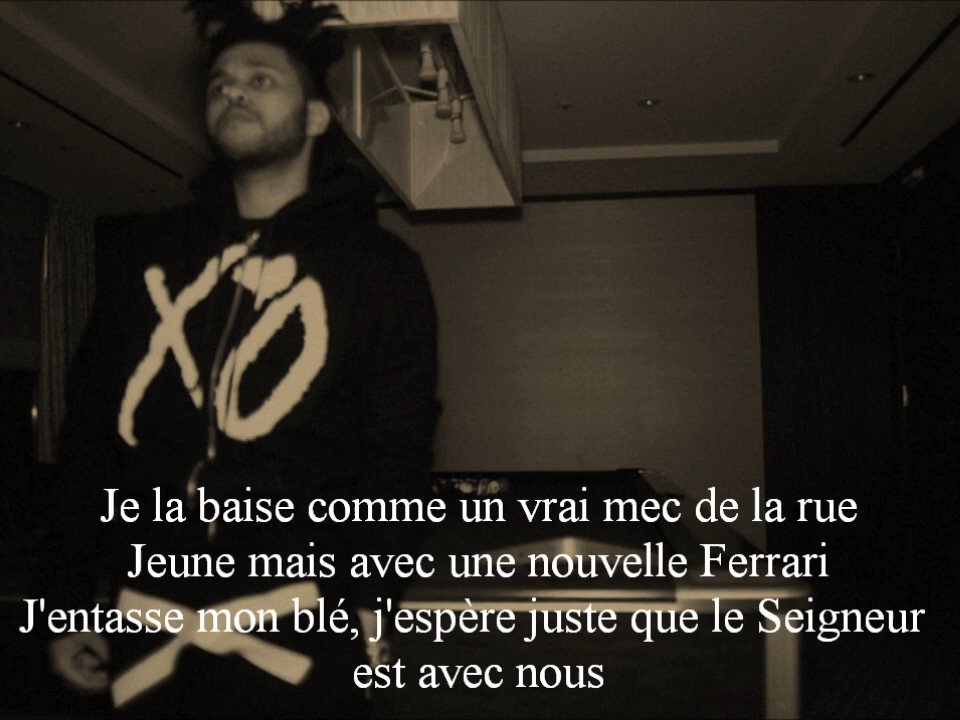 XO
Je la baise comme un vrai mec de la rue
Jeune mais avec une nouvelle Ferrari
J'entasse mon blé, j'espère juste que le Seigneur
est avec nous